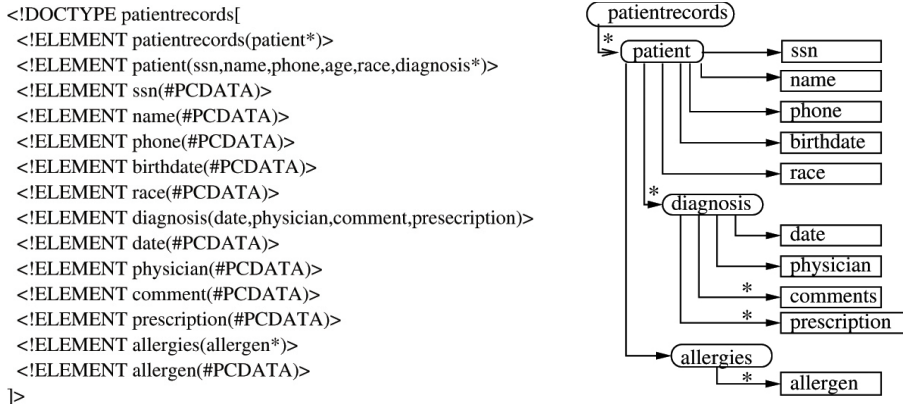 <!DOCTYPE patientrecords[
<!ELEMENT patientrecords(patient*)>
<!ELEMENT patient(ssn,name,phone,age,race,diagnosis*)>
<!ELEMENT ssn(#PCDATA)>
<!ELEMENT name(#PCDATA)>
<!ELEMENT phone(#PCDATA)>
<!ELEMENT birthdate(#PCDATA)>
<!ELEMENT race(#PCDATA)>
<!ELEMENT diagnosis(date,physician,comment,presecription)>
<!ELEMENT date(#PCDATA)>
<!ELEMENT physician(#PCDATA)>
<!ELEMENT comment(#PCDATA)>
<!ELEMENT prescription(#PCDATA)>
<!ELEMENT allergies(allergen*)>
<!ELEMENT allergen(#PCDATA)>
]>
patientrecords
*
patient
ssn
name
phone
birthdate
race
*
diagnosis
date
physician
*
comments
*
prescription
allergies
*
allergen